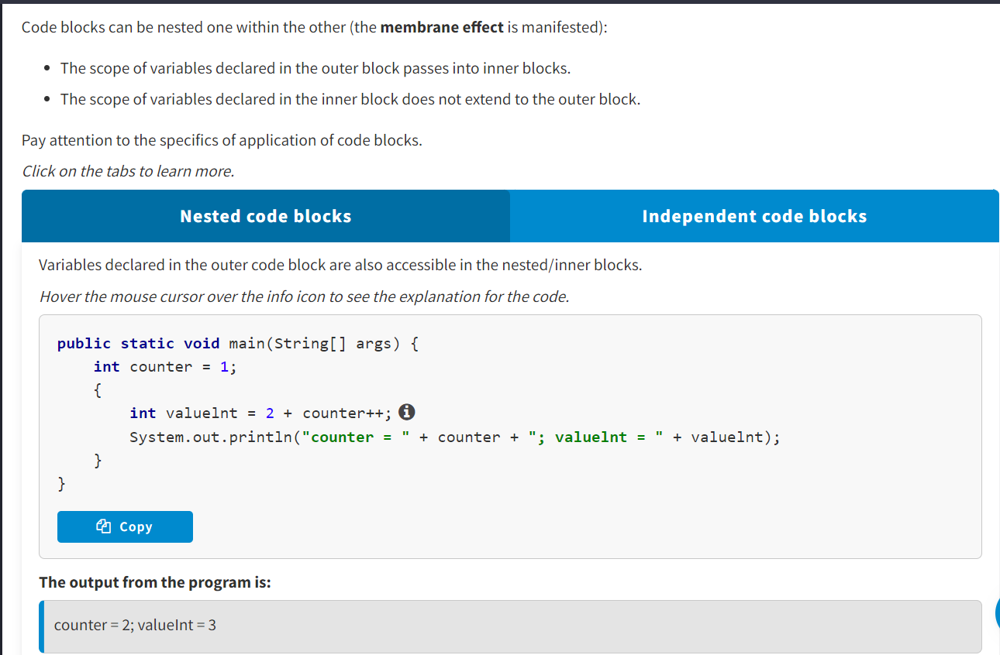 Code blocks can be nested one within the other (the membrane effect is manifested):
• The scope of variables declared in the outer block passes into inner blocks.
• The scope of variables declared in the inner block does not extend to the outer block.
Pay attention to the specifics of application of code blocks.
Click on the tabs to learn more.
Nested code blocks
Independent code blocks
Variables declared in the outer code block are also accessible in the nested/inner blocks.
Hover the mouse cursor over the info icon to see the explanation for the code.
public static void main(String[] args) {
    int counter = 1;
    {
        int valuelnt = 2 + counter++;
        System.out.println("counter = " + counter + "; valuelnt = " + valuelnt);
    }
}
Copy
The output from the program is:
counter = 2; valueInt = 3